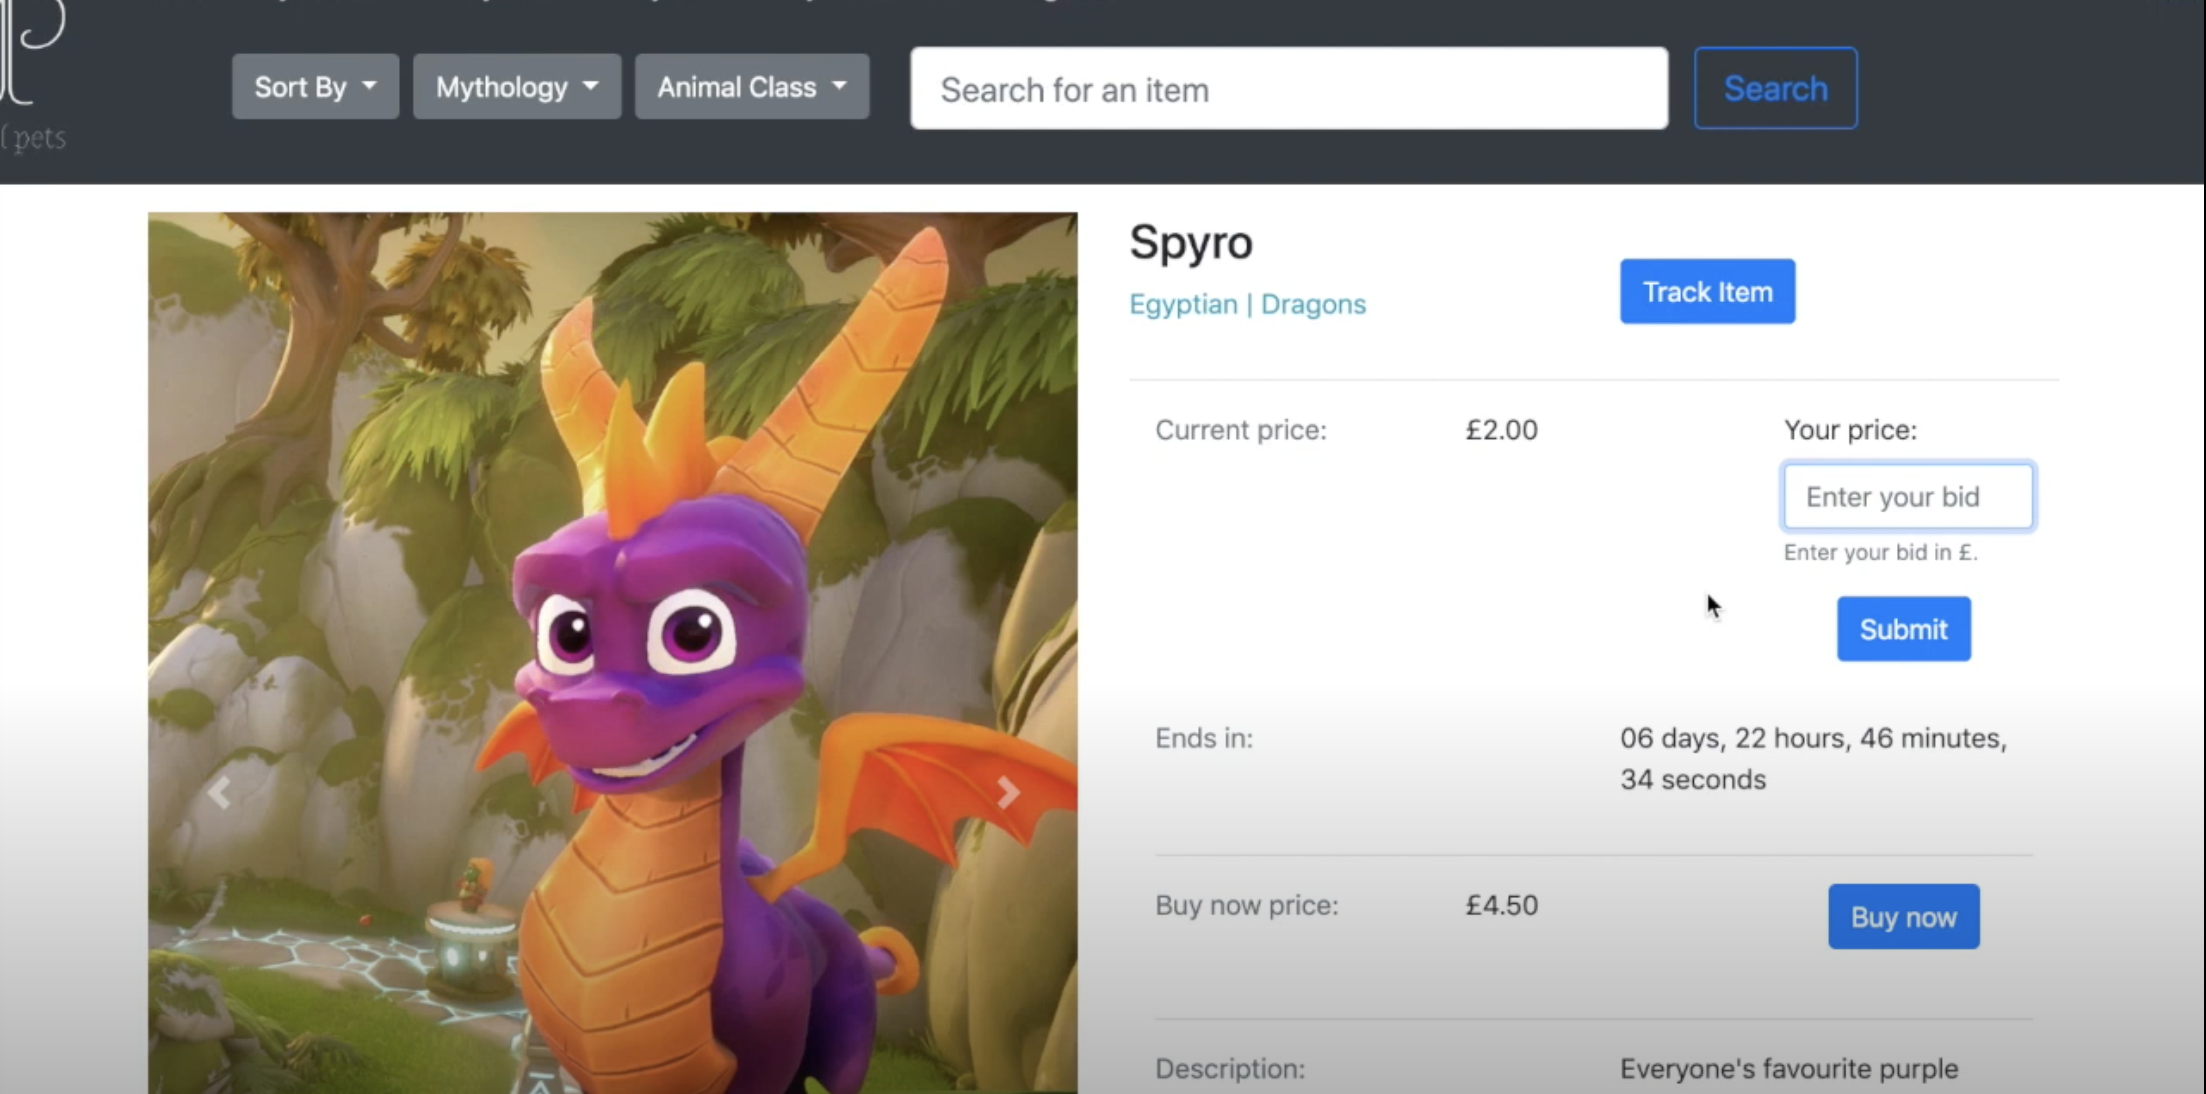 pets
Sort By
Mythology
Animal Class
Search for an item
Search
Spyro
Egyptian | Dragons
Track Item
Current price:
£2.00
Your price:
Enter your bid
Enter your bid in £.
Submit
Ends in:
06 days, 22 hours, 46 minutes,
34 seconds
Buy now price:
£4.50
Buy now
Description:
Everyone's favourite purple